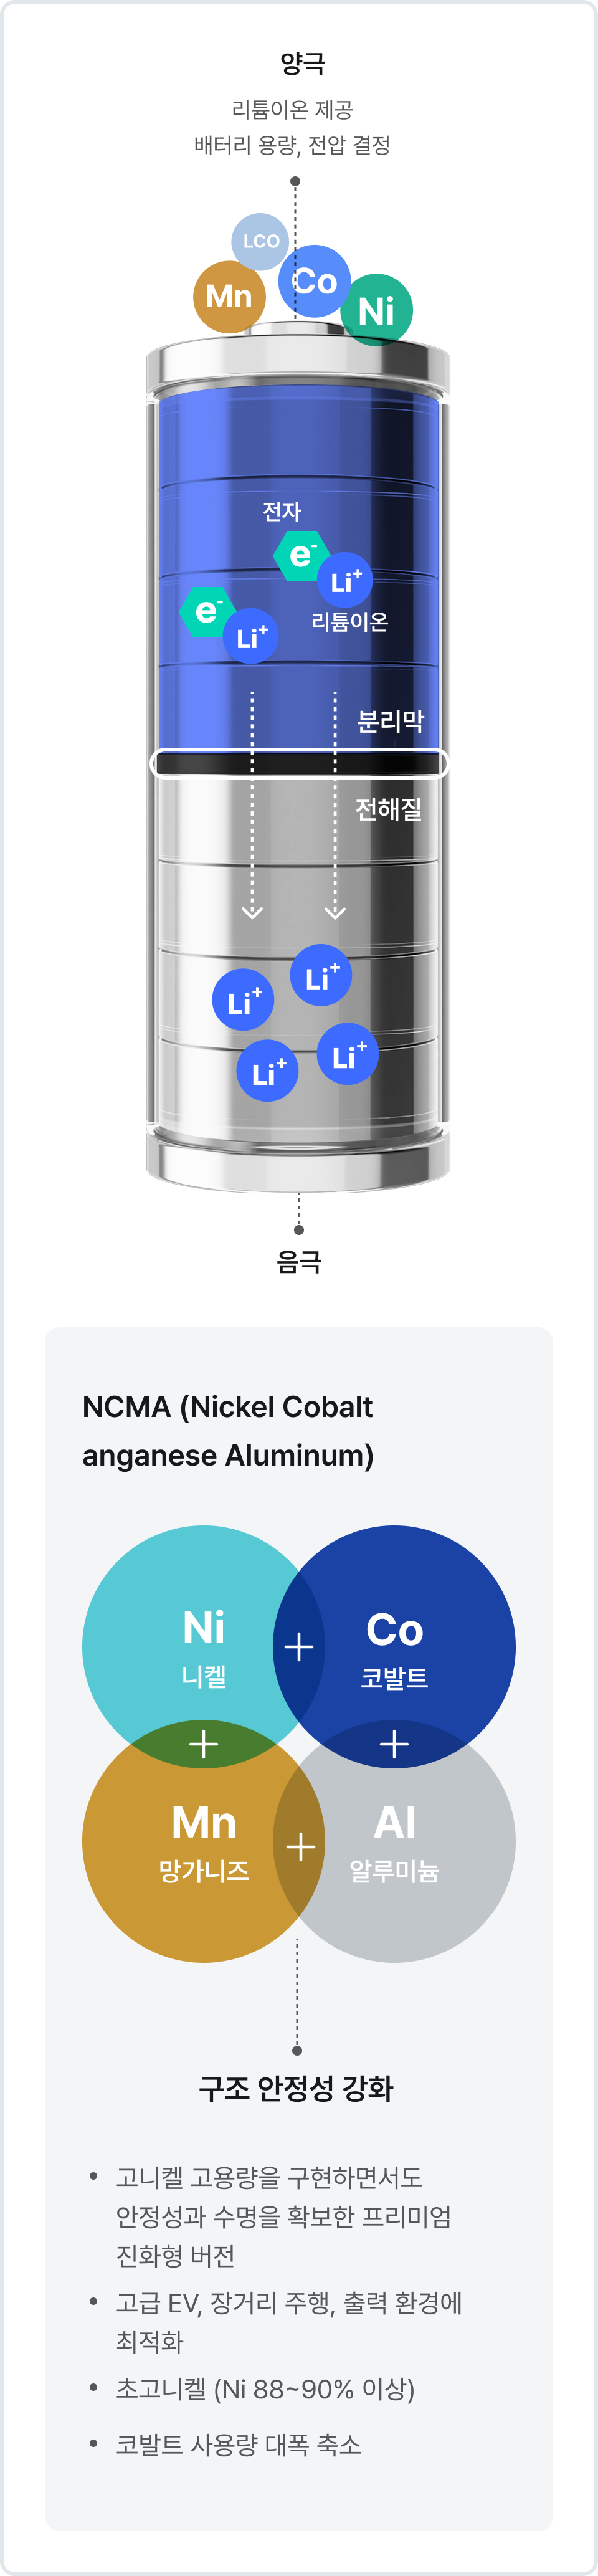 양극
리튬이온 제공
배터리 용량, 전압 결정
LCO
Mn
Co
Ni
전자
e-
Li+
리튬이온
e-
Li+
분리막
전해질
Li+
Li+
Li+
Li+
음극
NCMA (Nickel Cobalt
anganese Aluminum)
Ni
니켈
+
Co
코발트
+
+
Mn
망가니즈
+
Al
알루미늄
구조 안정성 강화
• 고니켈 고용량을 구현하면서도
안정성과 수명을 확보한 프리미엄
진화형 버전
• 고급 EV, 장거리 주행, 출력 환경에
최적화
• 초고니켈 (Ni 88~90% 이상)
• 코발트 사용량 대폭 축소